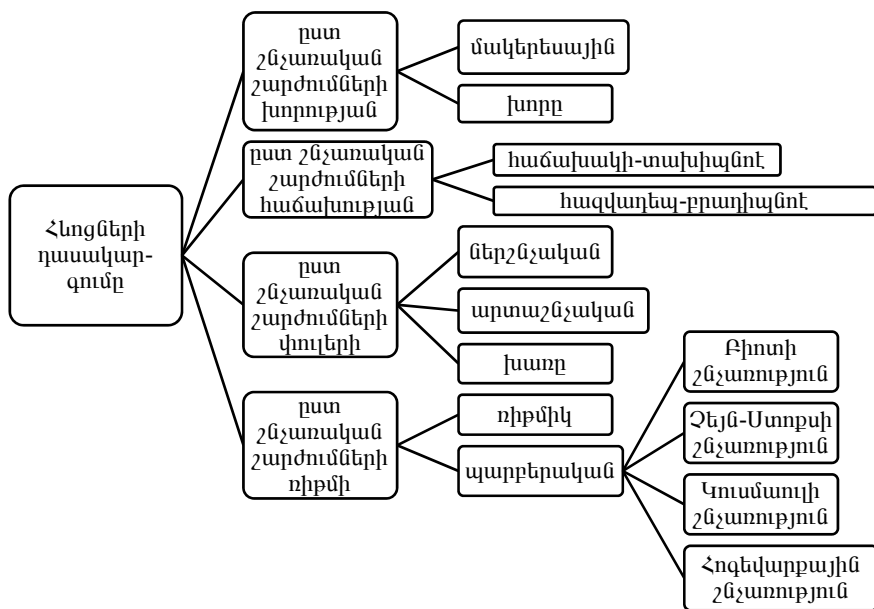 Հևոցների
դասակար-
գումը
ըստ
շնչառական
շարժումների
խորության
մակերեսային
խորը
ըստ շնչառական
շարժումների
հաճախության
հաճախակի-տախիպնոէ
հազվադեպ-բրադիպնոէ
ըստ
շնչառական
շարժումների
փուլերի
ներշնչական
արտաշնչական
խառը
ըստ
շնչառական
շարժումների
ռիթմի
ռիթմիկ
պարբերական
Բիոտի
շնչառություն
Չեյն-Ստոքսի
շնչառություն
Կուսմաուլի
շնչառություն
Հոգեվարքային
շնչառություն